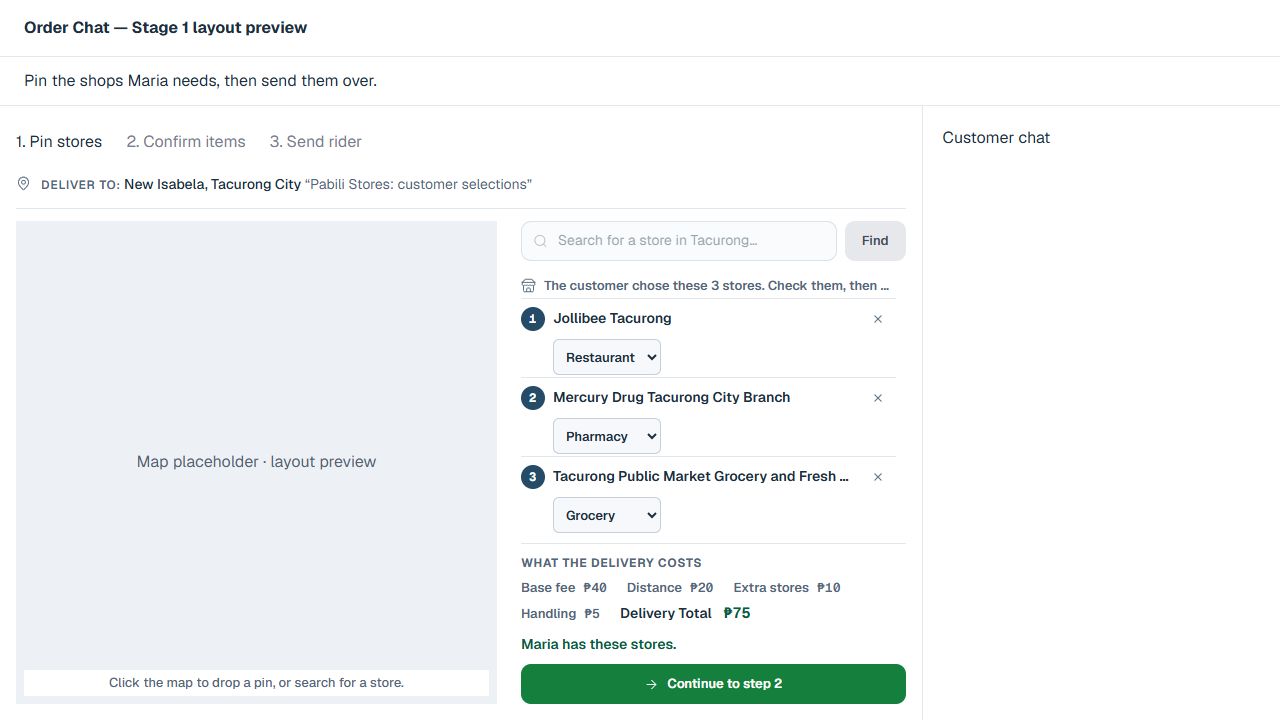 Order Chat — Stage 1 layout preview
Pin the shops Maria needs, then send them over.
1. Pin stores 2. Confirm items 3. Send rider
DELIVER TO: New Isabela, Tacurong City “Pabili Stores: customer selections”
Map placeholder · layout preview
Click the map to drop a pin, or search for a store.
Search for a store in Tacurong… Find
The customer chose these 3 stores. Check them, then …
1 Jollibee Tacurong
Restaurant
2 Mercury Drug Tacurong City Branch
Pharmacy
3 Tacurong Public Market Grocery and Fresh …
Grocery
WHAT THE DELIVERY COSTS
Base fee ₱40 Distance ₱20 Extra stores ₱10
Handling ₱5 Delivery Total ₱75
Maria has these stores.
→ Continue to step 2
Customer chat